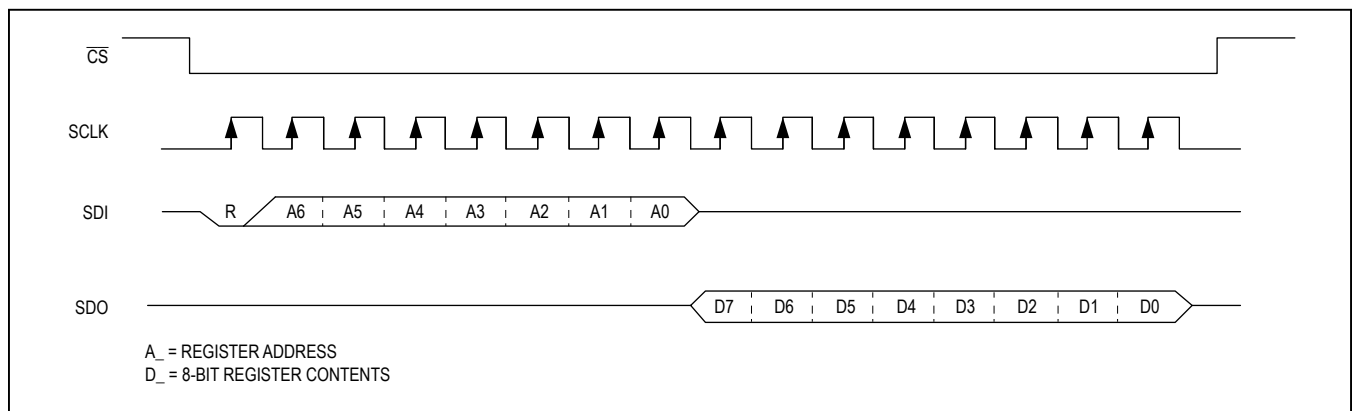 C̅S̅
SCLK
SDI R A6 A5 A4 A3 A2 A1 A0
SDO D7 D6 D5 D4 D3 D2 D1 D0
A_ = REGISTER ADDRESS
D_ = 8-BIT REGISTER CONTENTS